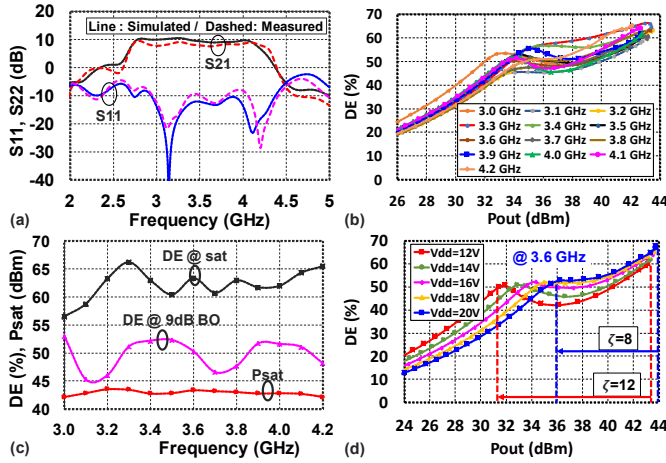 (a)
Line : Simulated / Dashed: Measured
20
10
0
-10
-20
-30
-40
S11, S22 (dB)
S21
S11
2
2.5
3
3.5
4
4.5
5
Frequency (GHz)
(b)
70
60
50
40
30
20
10
0
DE (%)
3.0 GHz
3.1 GHz
3.2 GHz
3.3 GHz
3.4 GHz
3.5 GHz
3.6 GHz
3.7 GHz
3.8 GHz
3.9 GHz
4.0 GHz
4.1 GHz
4.2 GHz
26
28
30
32
34
36
38
40
42
44
Pout (dBm)
(c)
70
65
60
55
50
45
40
DE (%), Psat (dBm)
DE @ sat
DE @ 9dB BO
Psat
3.0
3.2
3.4
3.6
3.8
4.0
4.2
Frequency (GHz)
(d)
70
60
50
40
30
20
10
0
DE (%)
Vdd=12V
Vdd=14V
Vdd=16V
Vdd=18V
Vdd=20V
@ 3.6 GHz
ζ=8
ζ=12
24
26
28
30
32
34
36
38
40
42
44
Pout (dBm)